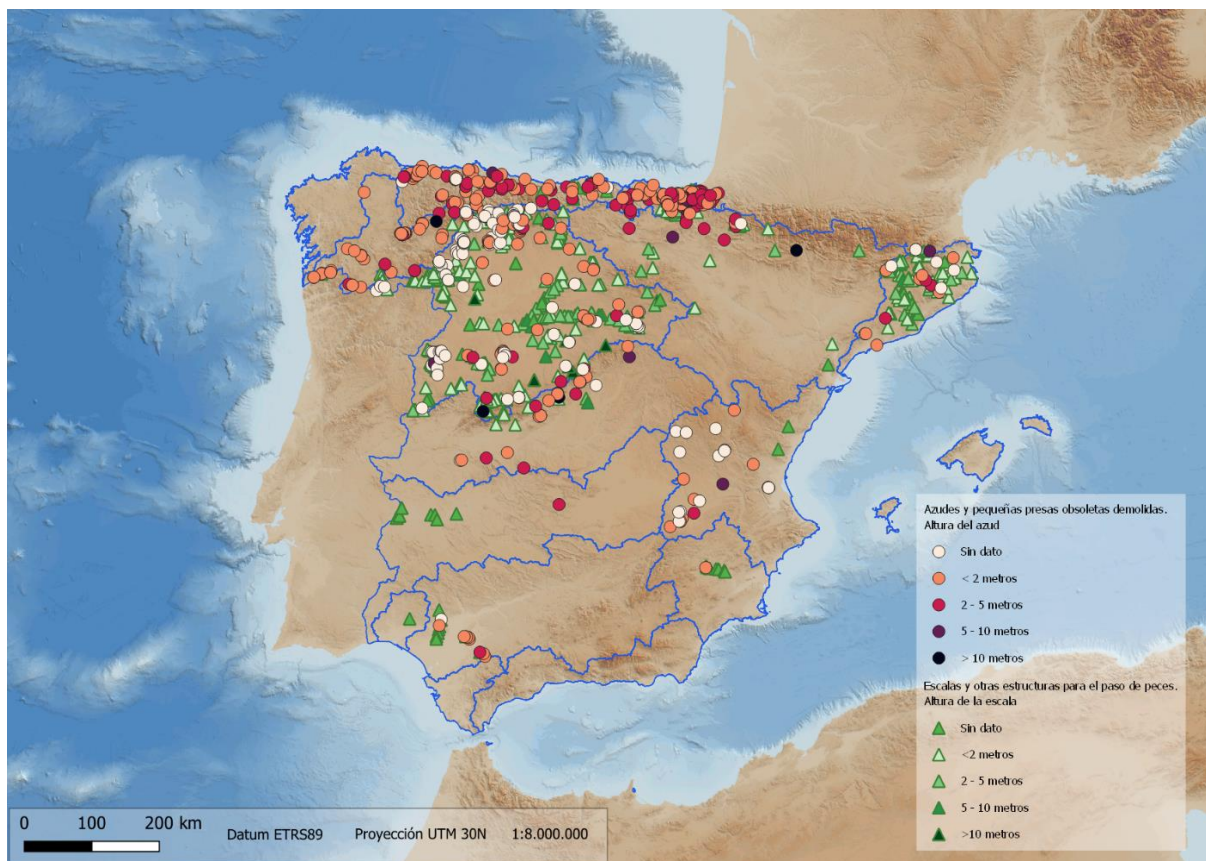 Azudes y pequeñas presas obsoletas demolidas.
Altura del azud
Sin dato
< 2 metros
2 - 5 metros
5 - 10 metros
> 10 metros
Escalas y otras estructuras para el paso de peces.
Altura de la escala
Sin dato
<2 metros
2 - 5 metros
5 - 10 metros
>10 metros
0 100 200 km
Datum ETRS89 Proyección UTM 30N 1:8.000.000